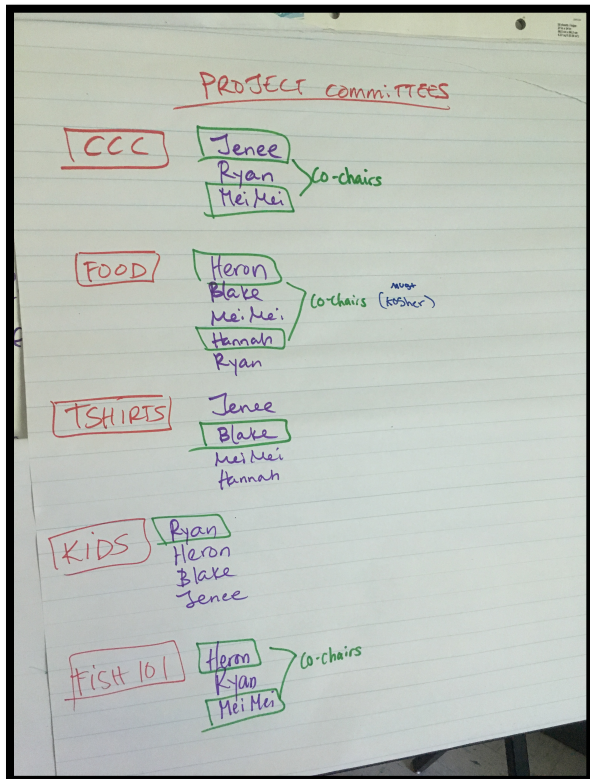 PROJECT committees
CCC
Jenee
Ryan
Mei Mei
Co-chairs
FOOD
Heron
Blake
Mei Mei
Hannah
Ryan
Co-chairs
must
(kosher)
TSHIRTS
Jenee
Blake
Mei Mei
Hannah
KiDS
Ryan
Heron
Blake
Jenee
FISH 101
Heron
Ryan
Mei Mei
Co-chairs